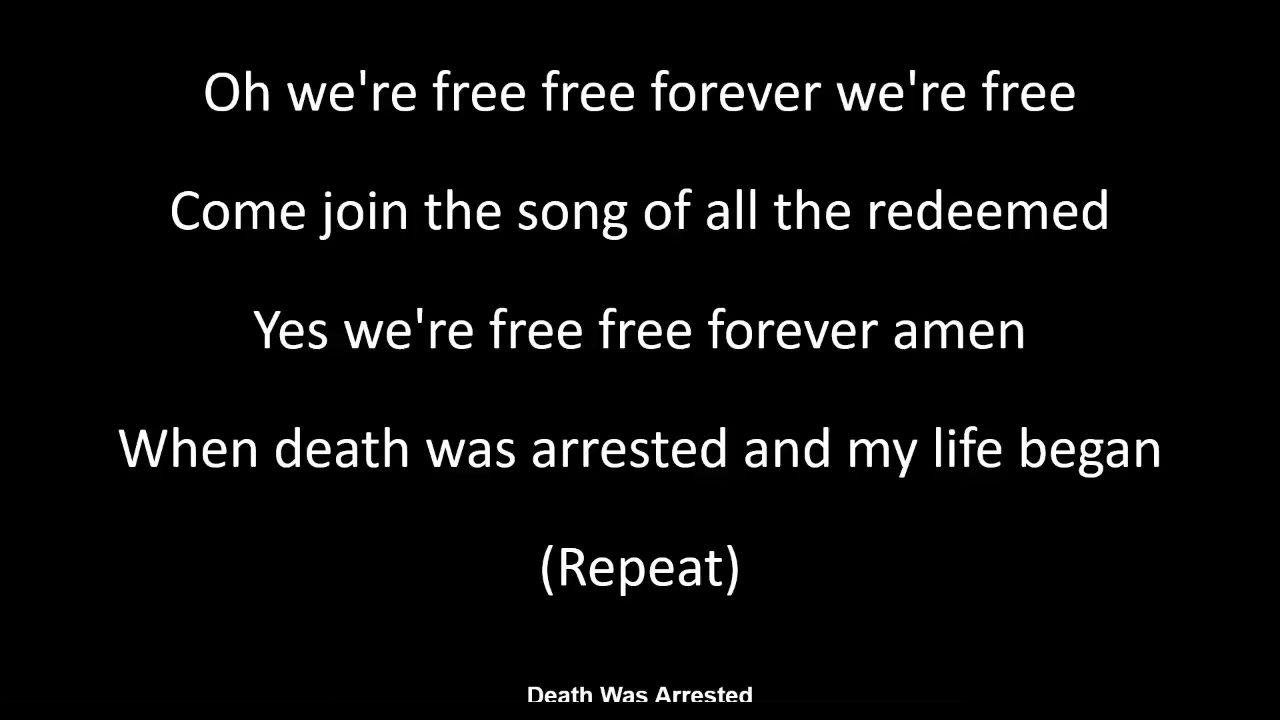 Oh we're free free forever we're free
Come join the song of all the redeemed
Yes we're free free forever amen
When death was arrested and my life began
(Repeat)
Death Was Arrested